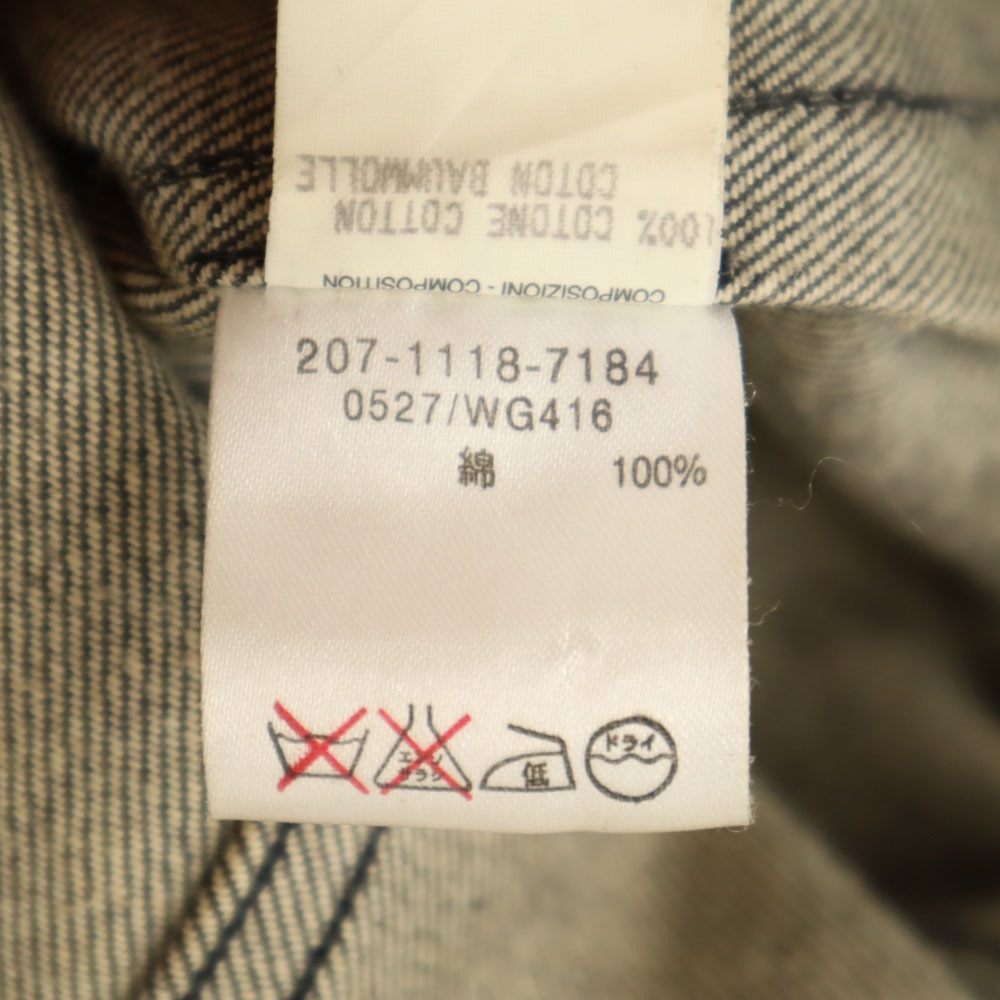 COMPOSIZIONI - COMPOSITION
100% COTONE COTTON
COTON BAUMWOLLE
207-1118-7184
0527/WG416
綿 100%
エンソ
サラシ
低
ドライ